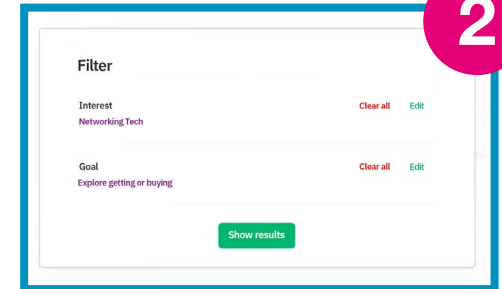 2
Filter
Interest Clear all Edit
Networking Tech
Goal Clear all Edit
Explore getting or buying
Show results